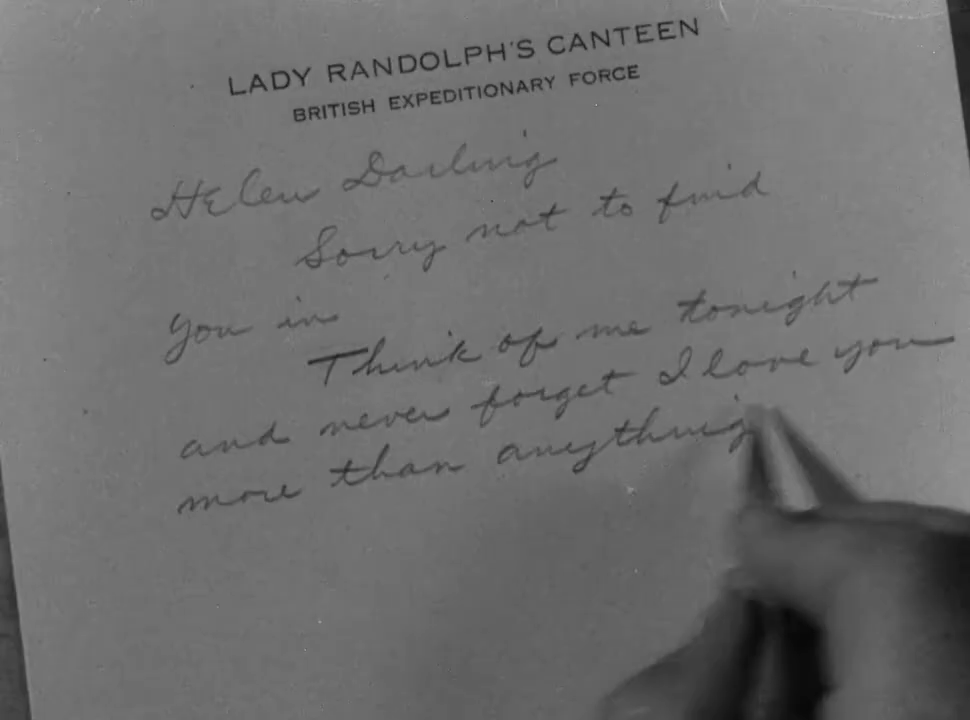 LADY RANDOLPH'S CANTEEN
BRITISH EXPEDITIONARY FORCE
Helen Darling
Sorry not to find
you in
Think of me tonight
and never forget I love you
more than anything